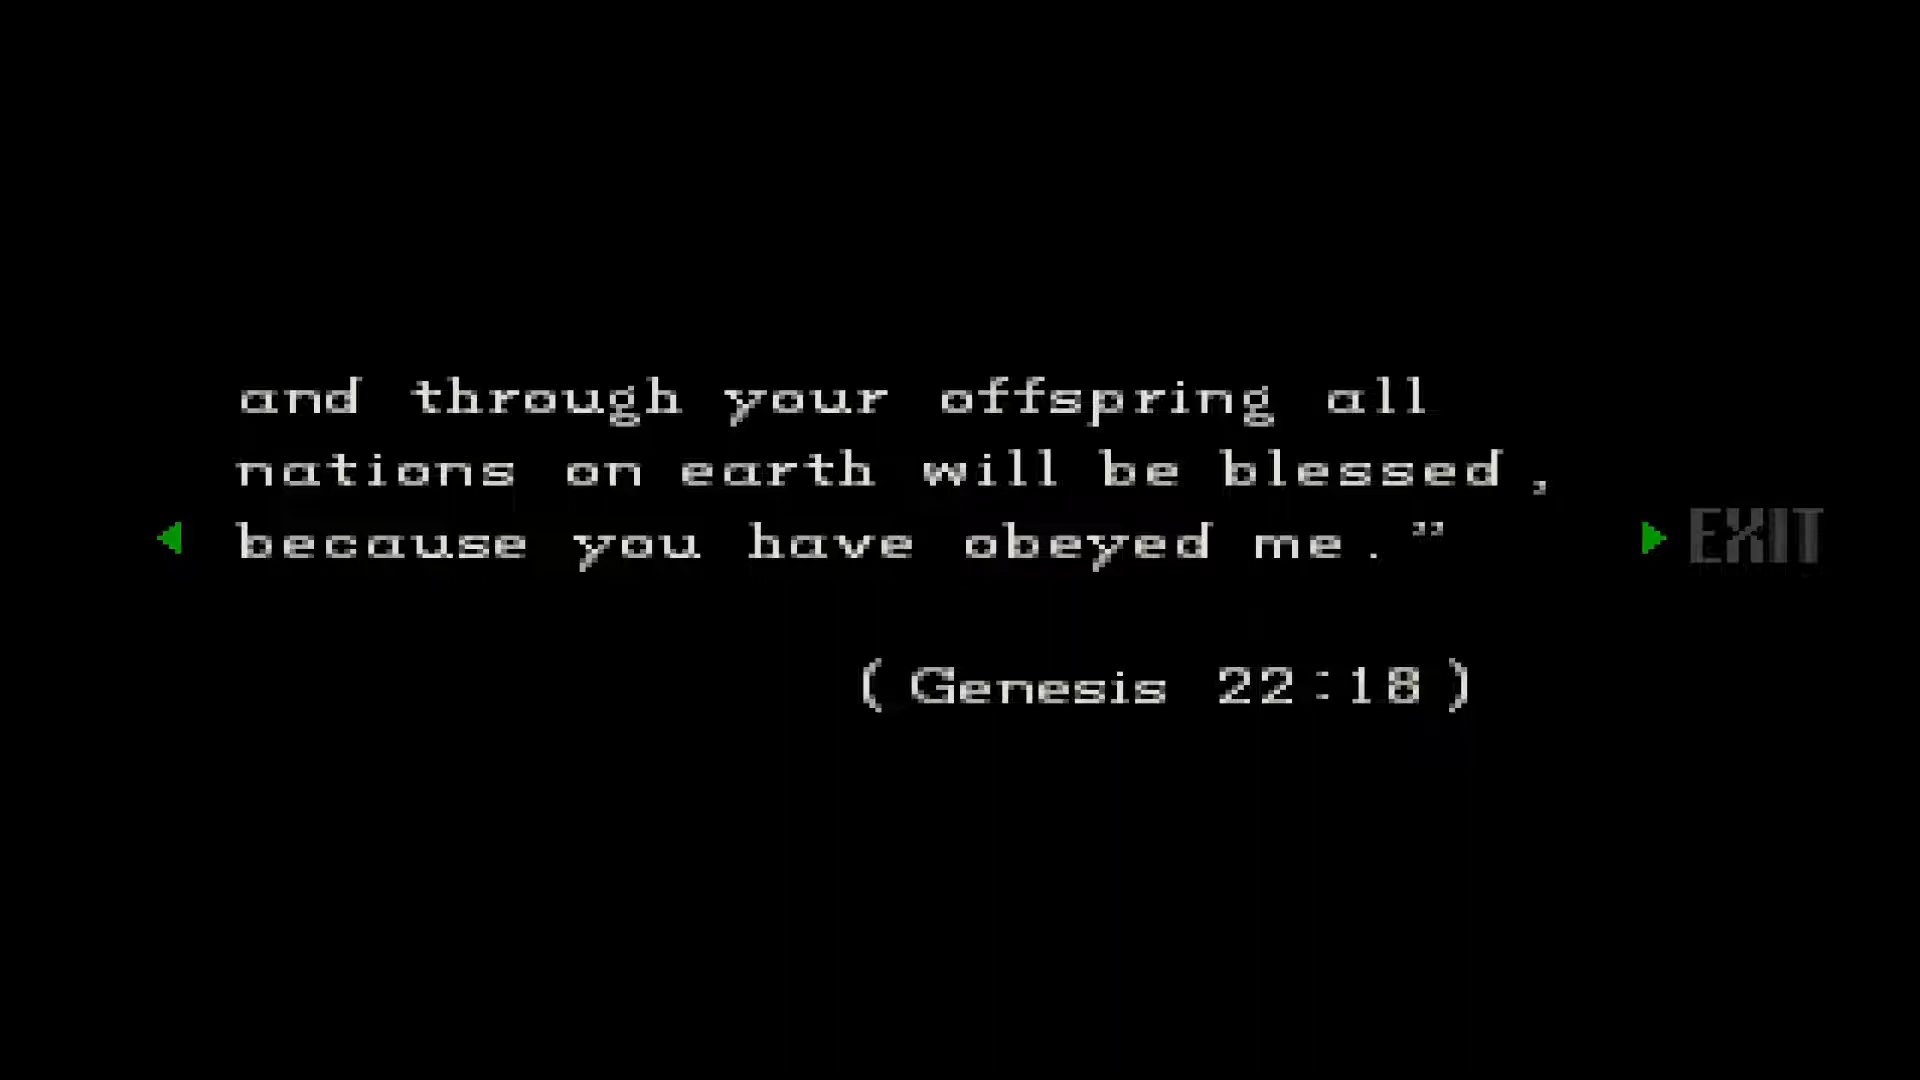 and through your offspring all
nations on earth will be blessed,
because you have obeyed me.”
EXIT
(Genesis 22:18)